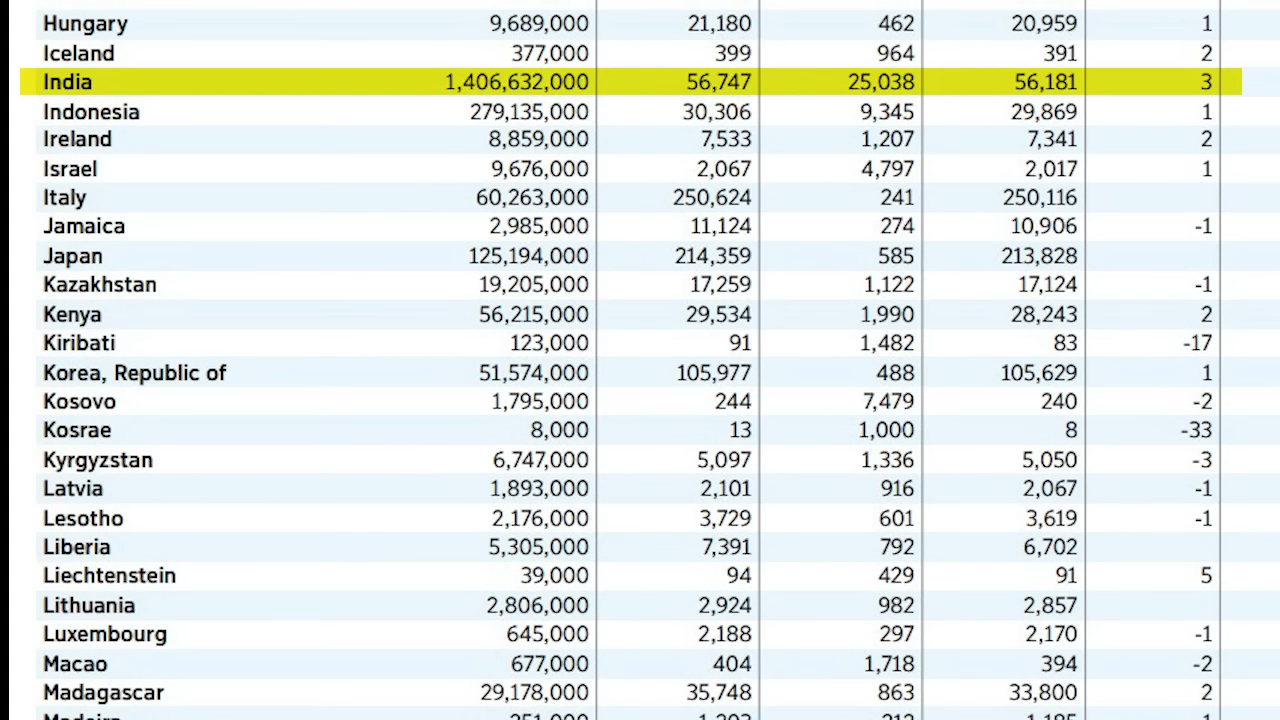 Hungary 9,689,000 21,180 462 20,959 1
Iceland 377,000 399 964 391 2
India 1,406,632,000 56,747 25,038 56,181 3
Indonesia 279,135,000 30,306 9,345 29,869 1
Ireland 8,859,000 7,533 1,207 7,341 2
Israel 9,676,000 2,067 4,797 2,017 1
Italy 60,263,000 250,624 241 250,116
Jamaica 2,985,000 11,124 274 10,906 -1
Japan 125,194,000 214,359 585 213,828
Kazakhstan 19,205,000 17,259 1,122 17,124 -1
Kenya 56,215,000 29,534 1,990 28,243 2
Kiribati 123,000 91 1,482 83 -17
Korea, Republic of 51,574,000 105,977 488 105,629 1
Kosovo 1,795,000 244 7,479 240 -2
Kosrae 8,000 13 1,000 8 -33
Kyrgyzstan 6,747,000 5,097 1,336 5,050 -3
Latvia 1,893,000 2,101 916 2,067 -1
Lesotho 2,176,000 3,729 601 3,619 -1
Liberia 5,305,000 7,391 792 6,702
Liechtenstein 39,000 94 429 91 5
Lithuania 2,806,000 2,924 982 2,857
Luxembourg 645,000 2,188 297 2,170 -1
Macao 677,000 404 1,718 394 -2
Madagascar 29,178,000 35,748 863 33,800 2